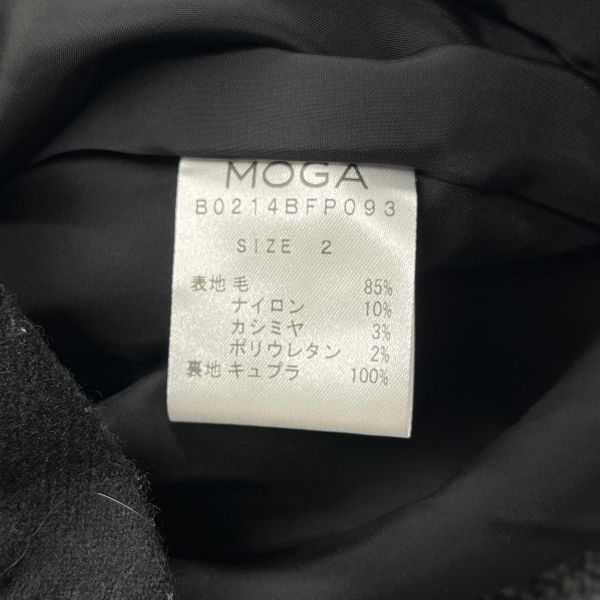 MOGA
B0214BFP093
SIZE 2
表地 毛 85%
ナイロン 10%
カシミヤ 3%
ポリウレタン 2%
裏地 キュプラ 100%